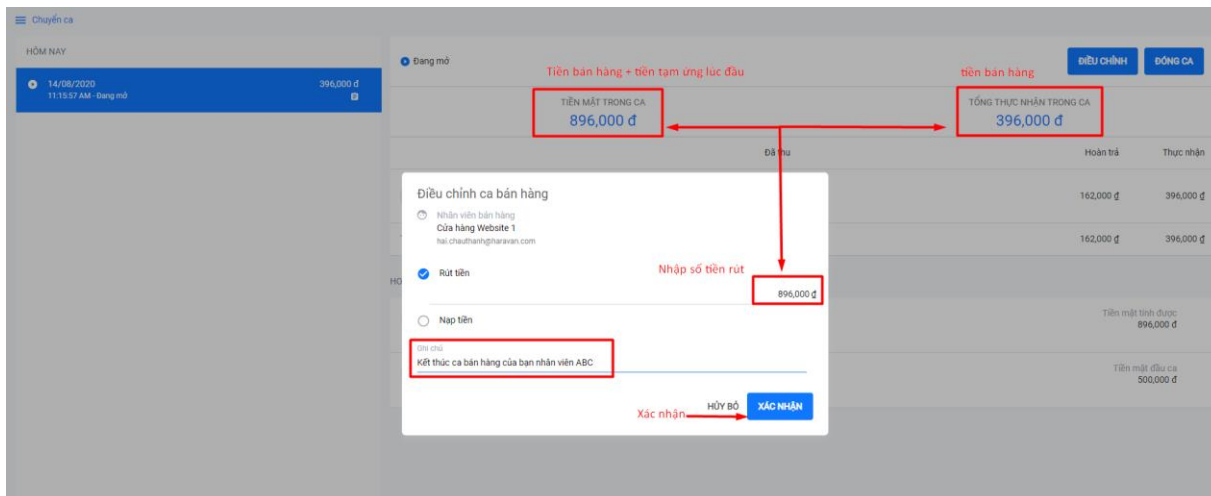 Chuyển ca
HÔM NAY
14/08/2020 396,000 đ
11:15:57 AM - Đang mở
Đang mở
ĐIỀU CHỈNH
ĐÓNG CA
Tiền bán hàng + tiền tạm ứng lúc đầu
tiền bán hàng
TIỀN MẶT TRONG CA
896,000 đ
TỔNG THỰC NHẬN TRONG CA
396,000 đ
Đã thu Hoàn trả Thực nhận
162,000 ₫ 396,000 ₫
162,000 ₫ 396,000 ₫
Điều chỉnh ca bán hàng
Nhân viên bán hàng
Cửa hàng Website 1
hai.chauthanh@haravan.com
Rút tiền
Nhập số tiền rút
896,000 ₫
Nạp tiền
Ghi chú
Kết thúc ca bán hàng của bạn nhân viên ABC
Xác nhận
HỦY BỎ
XÁC NHẬN
Tiền mặt tính được
896,000 đ
Tiền mặt đầu ca
500,000 đ